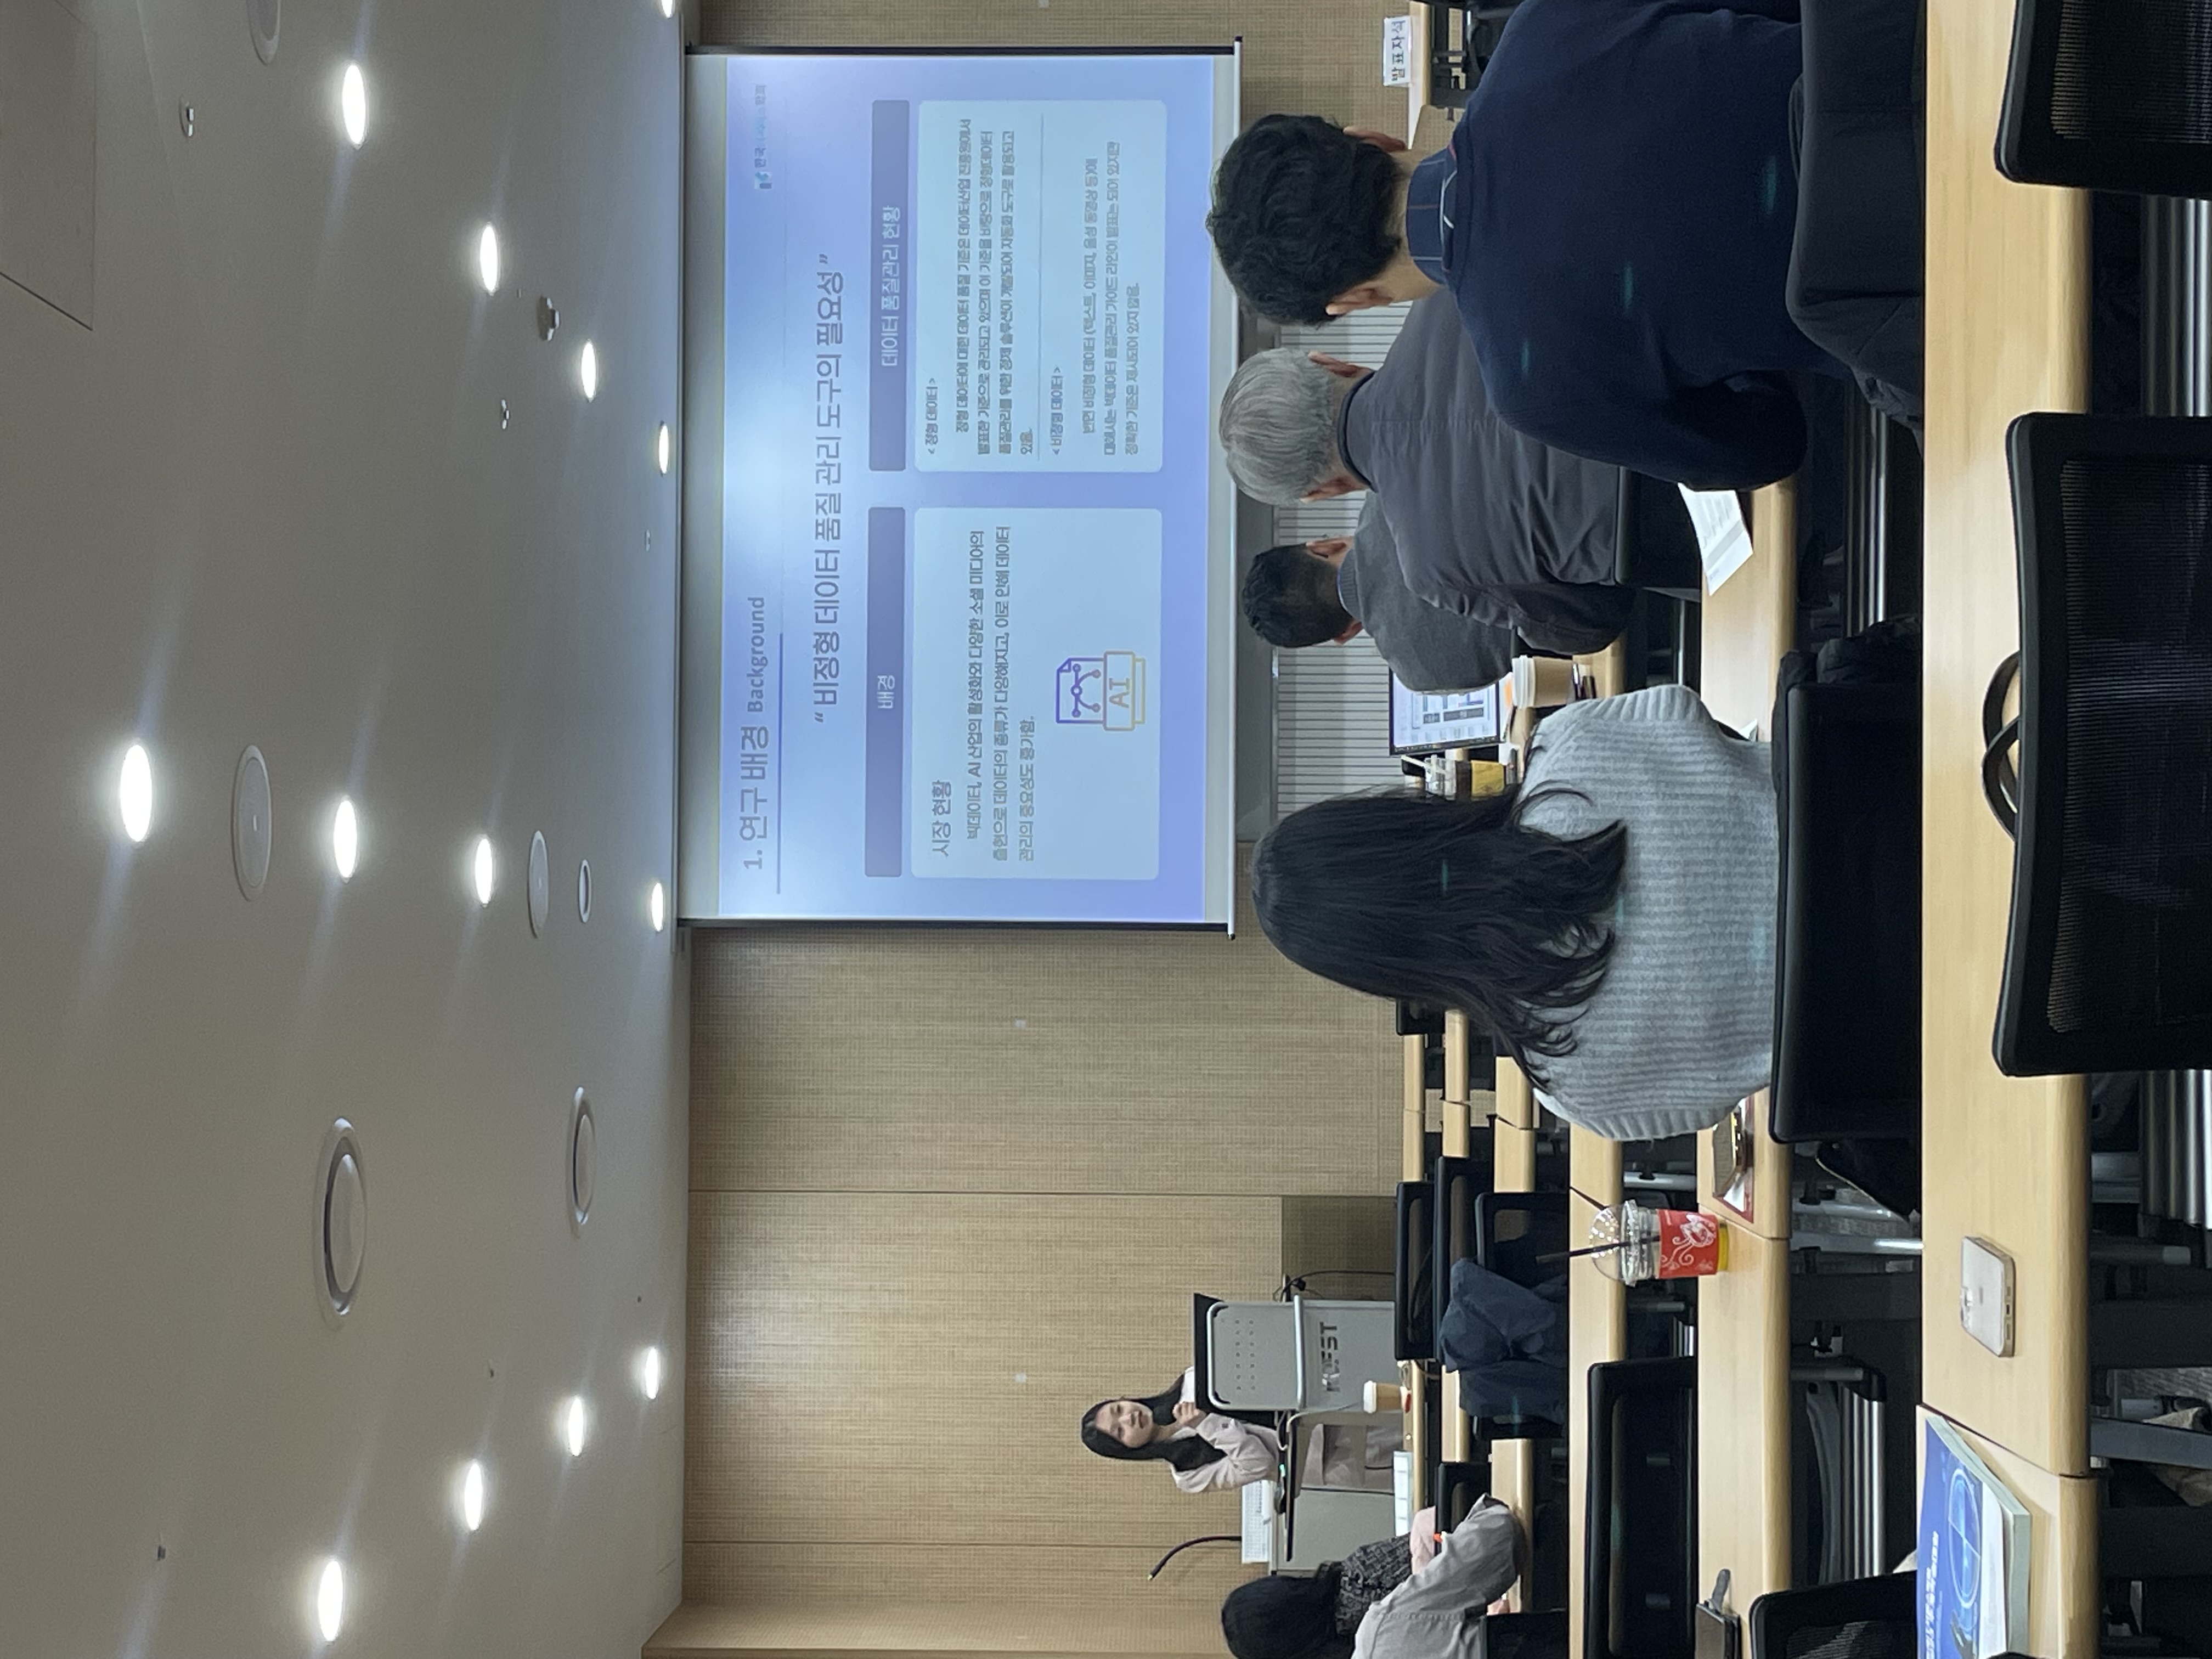 1. 연구 배경 Background
한국 학회
“ 비정형 데이터 품질 관리 도구의 필요성 ”
배경
시장 현황
빅데이터, AI 산업의 활성화와 다양한 소셜 미디어의
출현으로 데이터의 종류가 다양해지고, 이로 인해 데이터
관리의 중요성도 증가함.
AI
데이터 품질관리 현황
< 정형 데이터 >
정형 데이터에 대한 데이터 품질 기준은 데이터산업 진흥원에서
발표한 기준으로 관리되고 있으며 이 기준을 바탕으로 정형데이터
품질관리를 위한 정제 솔루션이 개발되어 자동화 도구로 활용되고
있음.
< 비정형 데이터 >
반면 비정형 데이터 (텍스트, 이미지, 음성 동영상 등)에
대해서는 빅데이터 품질관리 가이드 라인이 발표는 되어 있지만
정확한 기준은 제시되어 있지 않음.
KOFST
발표자석